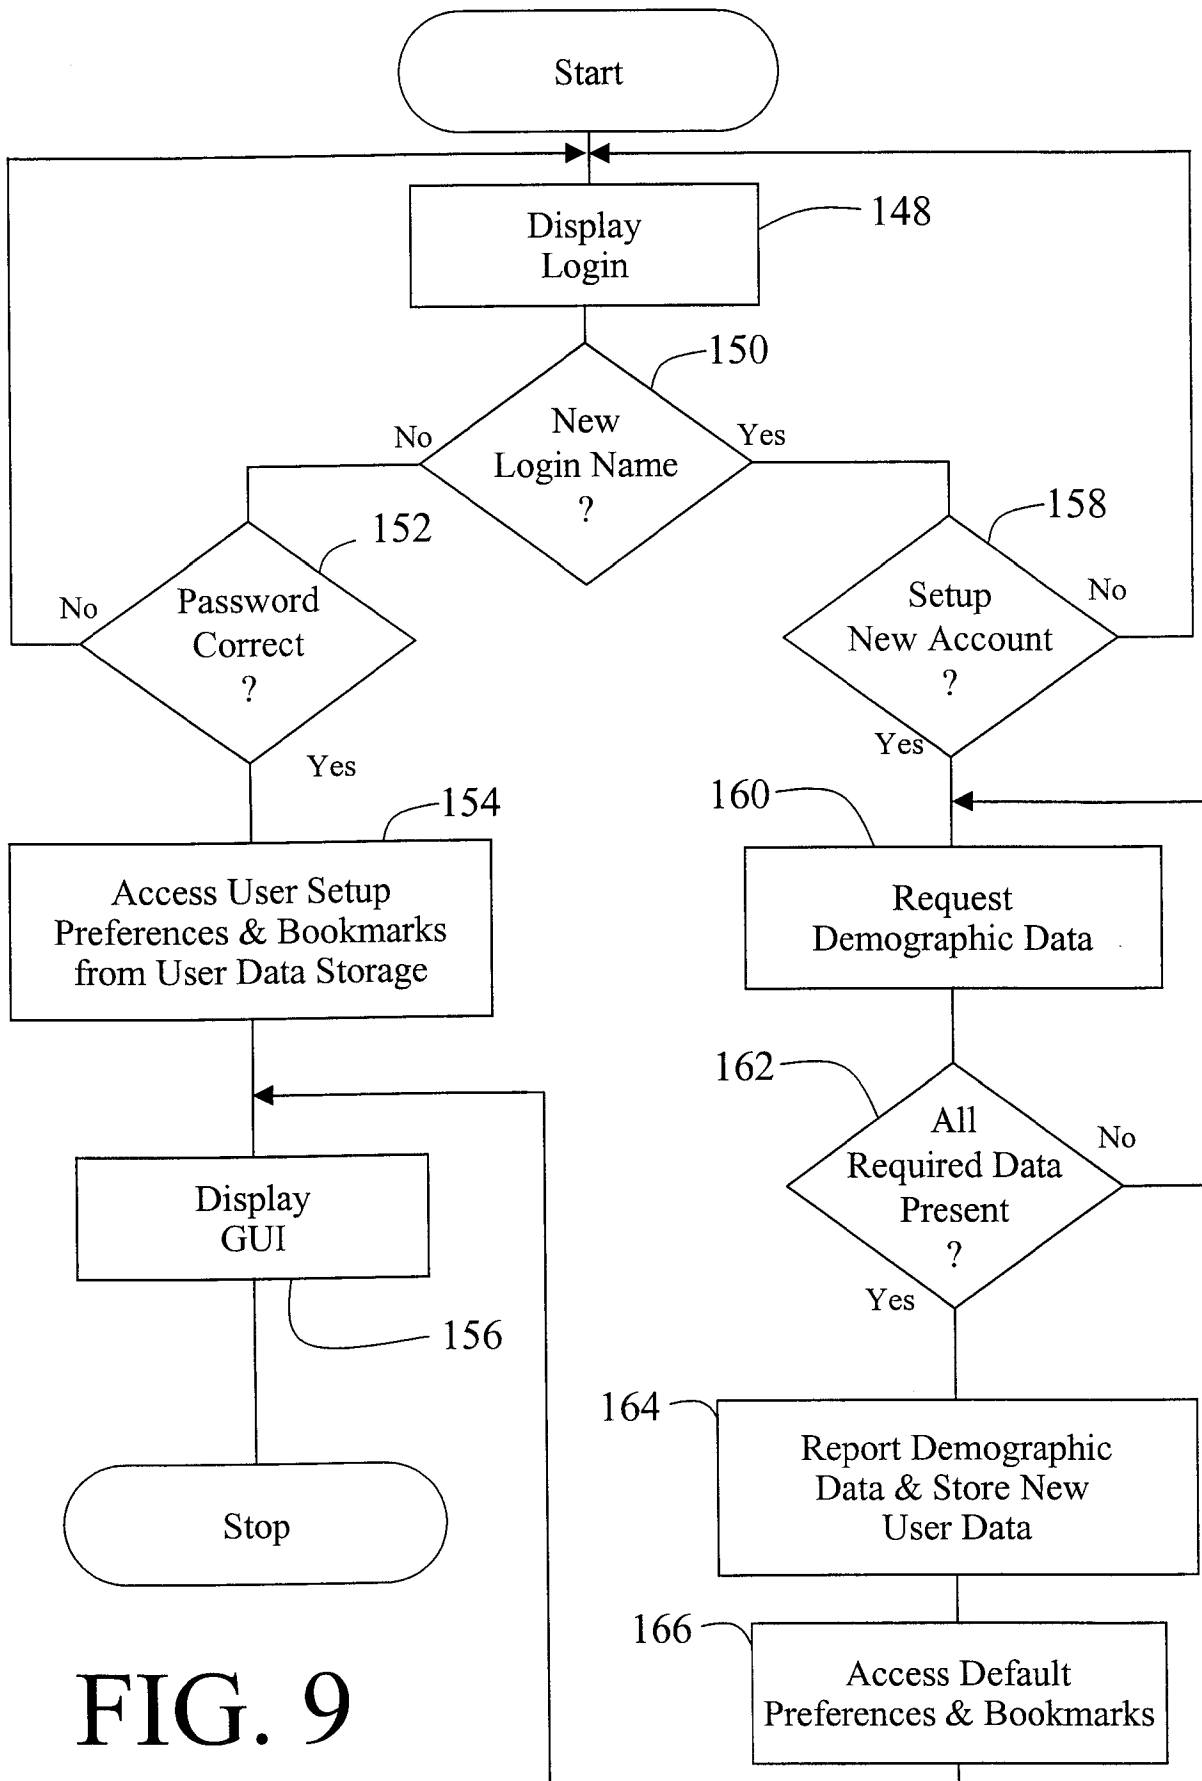 Start
Display
Login
148
150
New
Login Name
?
No
Yes
152
Password
Correct
?
No
Yes
158
Setup
New Account
?
No
Yes
154
Access User Setup
Preferences & Bookmarks
from User Data Storage
160
Request
Demographic Data
162
All
Required Data
Present
?
No
Yes
Display
GUI
156
164
Report Demographic
Data & Store New
User Data
Stop
166
Access Default
Preferences & Bookmarks
FIG. 9